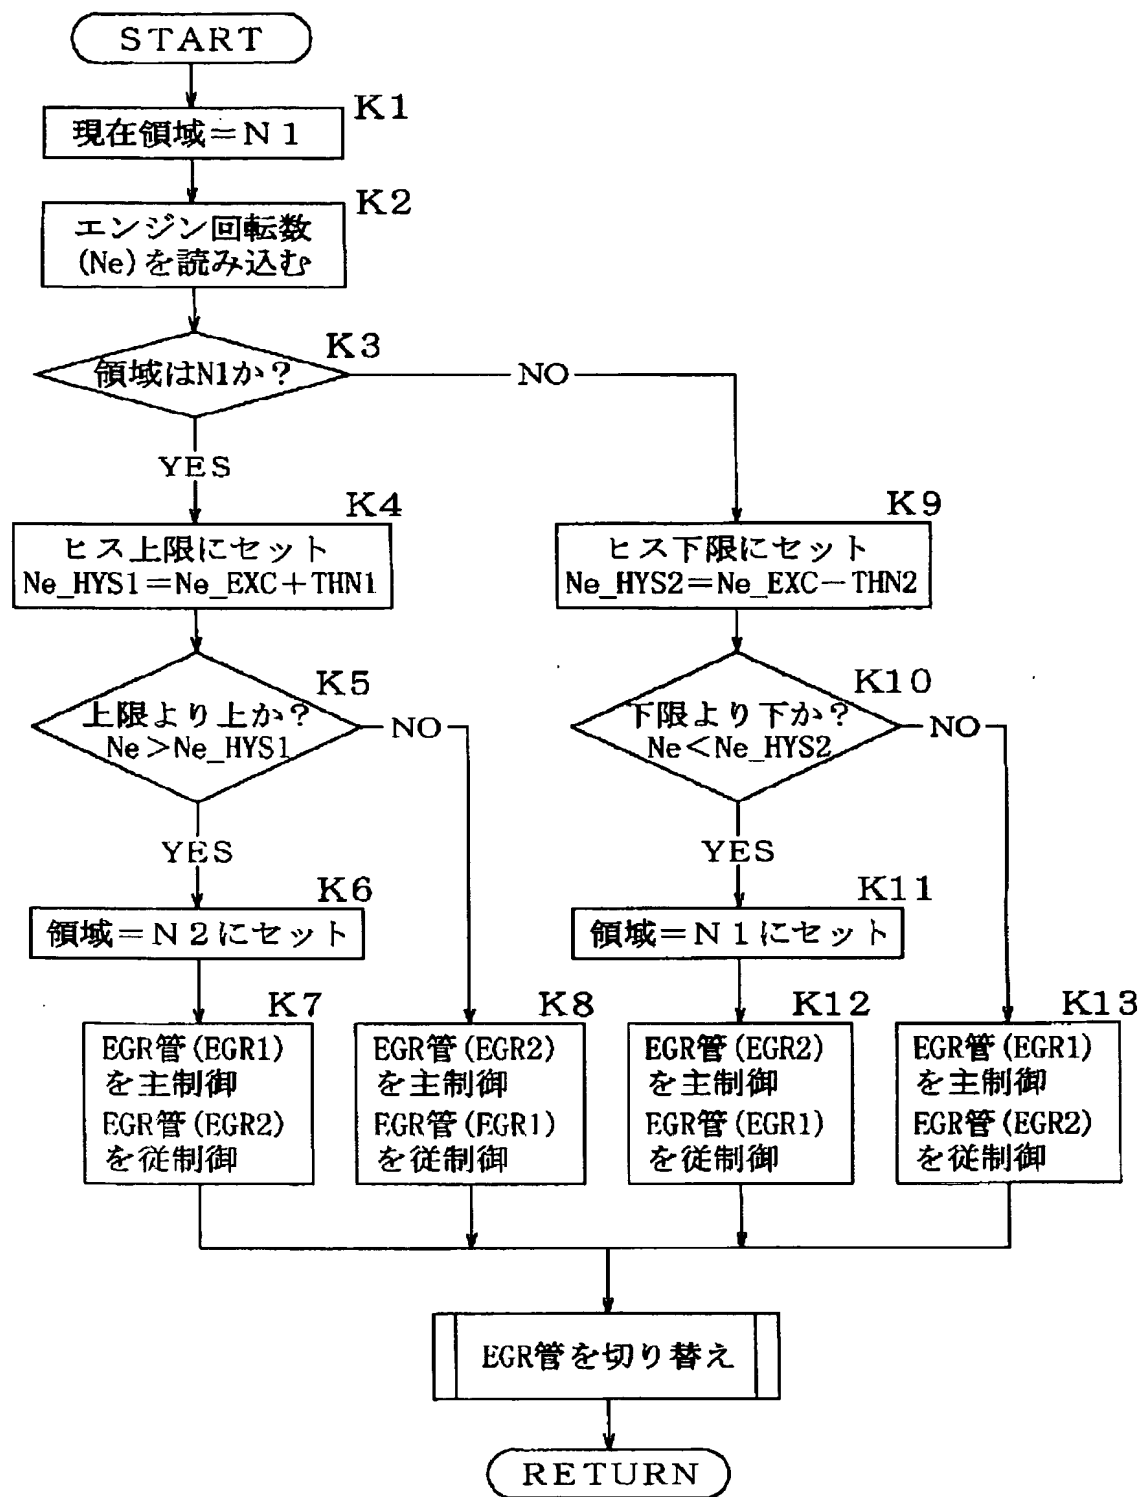 START
K1
現在領域=N1
K2
エンジン回転数
(Ne)を読み込む
K3
領域はN1か?
NO
YES
K4
ヒス上限にセット
Ne_HYS1=Ne_EXC+THN1
K9
ヒス下限にセット
Ne_HYS2=Ne_EXC-THN2
K5
上限より上か?
Ne>Ne_HYS1
NO
K10
下限より下か?
Ne<Ne_HYS2
NO
YES
YES
K6
領域=N2にセット
K11
領域=N1にセット
K7
EGR管(EGR1)
を主制御
EGR管(EGR2)
を従制御
K8
EGR管(EGR2)
を主制御
EGR管(EGR1)
を従制御
K12
EGR管(EGR2)
を主制御
EGR管(EGR1)
を従制御
K13
EGR管(EGR1)
を主制御
EGR管(EGR2)
を従制御
EGR管を切り替え
RETURN